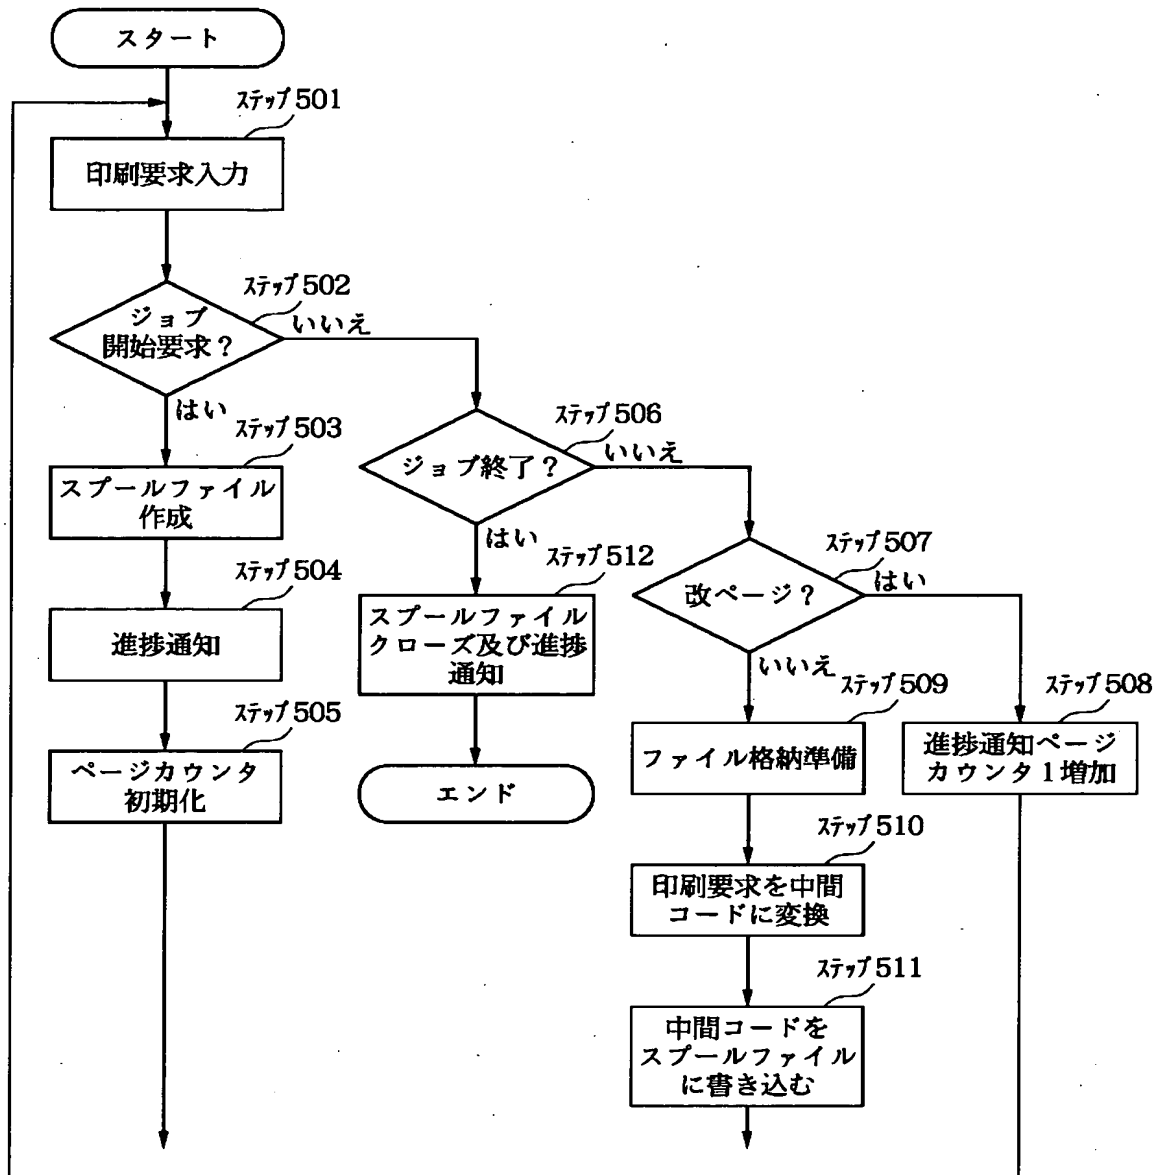 スタート
ステップ501
印刷要求入力
ステップ502
ジョブ
開始要求？
いいえ
はい
ステップ503
スプールファイル
作成
ステップ504
進捗通知
ステップ505
ページカウンタ
初期化
ステップ506
ジョブ終了？
いいえ
はい
ステップ512
スプールファイル
クローズ及び進捗
通知
エンド
ステップ507
改ページ？
はい
いいえ
ステップ509
ファイル格納準備
ステップ508
進捗通知ページ
カウンタ1増加
ステップ510
印刷要求を中間
コードに変換
ステップ511
中間コードを
スプールファイル
に書き込む